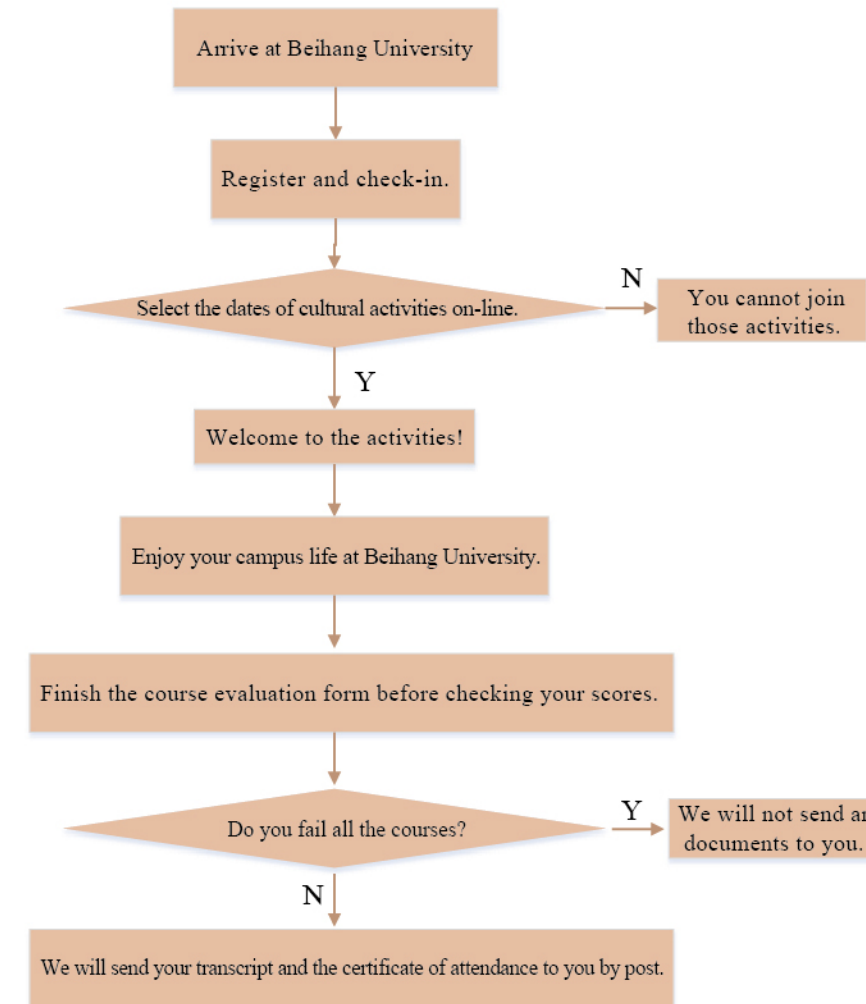 Arrive at Beihang University
Register and check-in.
Select the dates of cultural activities on-line.
N
You cannot join
those activities.
Y
Welcome to the activities!
Enjoy your campus life at Beihang University.
Finish the course evaluation form before checking your scores.
Do you fail all the courses?
Y
We will not send
documents to you.
N
We will send your transcript and the certificate of attendance to you by post.